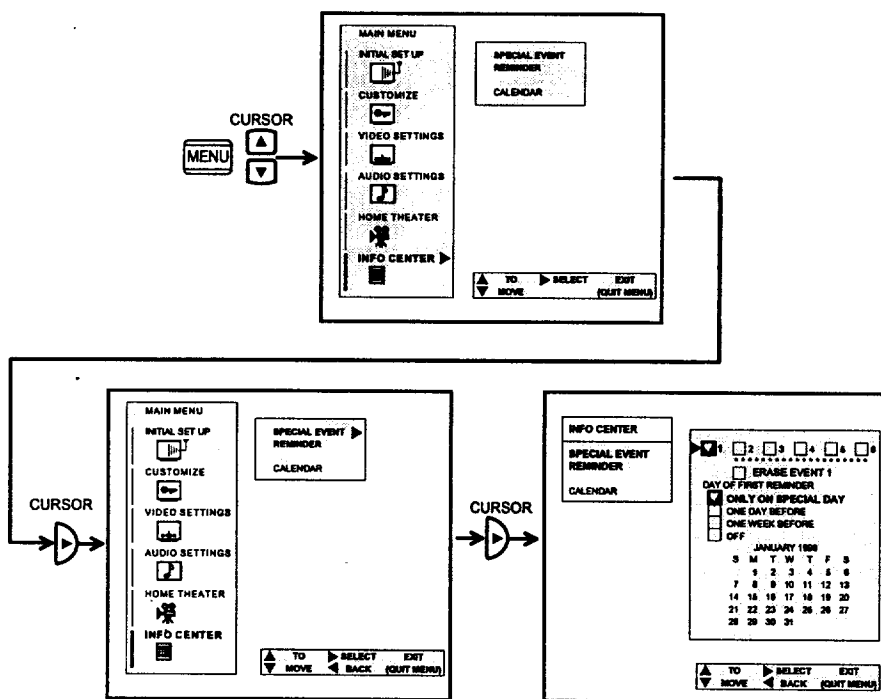 MAIN MENU
INITIAL SET UP
CUSTOMIZE
VIDEO SETTINGS
AUDIO SETTINGS
HOME THEATER
INFO CENTER
SPECIAL EVENT
REMINDER
CALENDAR
TO SELECT EXIT
MOVE (QUIT MENU)
CURSOR
MENU
MAIN MENU
INITIAL SET UP
CUSTOMIZE
VIDEO SETTINGS
AUDIO SETTINGS
HOME THEATER
INFO CENTER
SPECIAL EVENT
REMINDER
CALENDAR
TO SELECT EXIT
MOVE BACK (QUIT MENU)
CURSOR
CURSOR
INFO CENTER
SPECIAL EVENT
REMINDER
CALENDAR
1 2 3 4 5 6
ERASE EVENT 1
DAY OF FIRST REMINDER
ONLY ON SPECIAL DAY
ONE DAY BEFORE
ONE WEEK BEFORE
OFF
JANUARY 1996
S M T W T F S
1 2 3 4 5 6
7 8 9 10 11 12 13
14 15 16 17 18 19 20
21 22 23 24 25 26 27
28 29 30 31
TO SELECT EXIT
MOVE BACK (QUIT MENU)